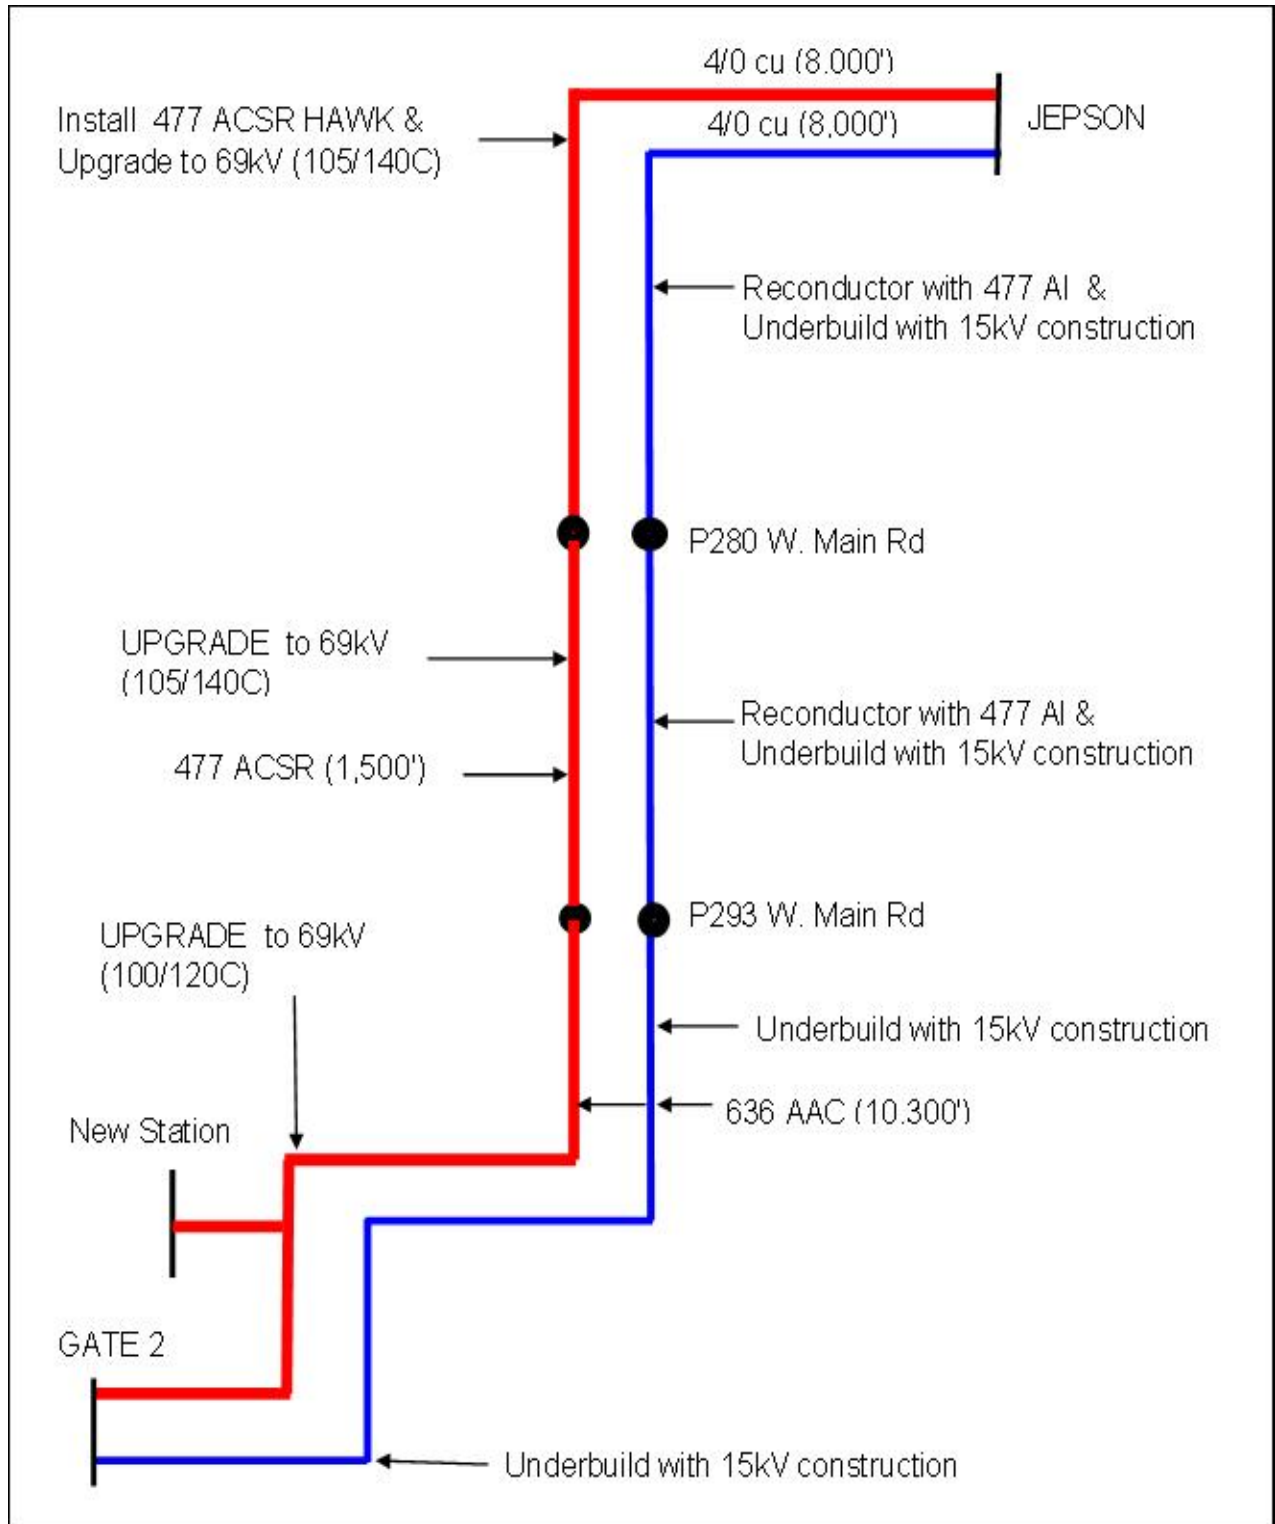 4/0 cu (8.000')
Install 477 ACSR HAWK &
Upgrade to 69kV (105/140C)
4/0 cu (8,000')
JEPSON
Reconductor with 477 Al &
Underbuild with 15kV construction
P280 W. Main Rd
UPGRADE to 69kV
(105/140C)
Reconductor with 477 Al &
Underbuild with 15kV construction
477 ACSR (1,500')
P293 W. Main Rd
UPGRADE to 69kV
(100/120C)
Underbuild with 15kV construction
636 AAC (10.300')
New Station
GATE 2
Underbuild with 15kV construction